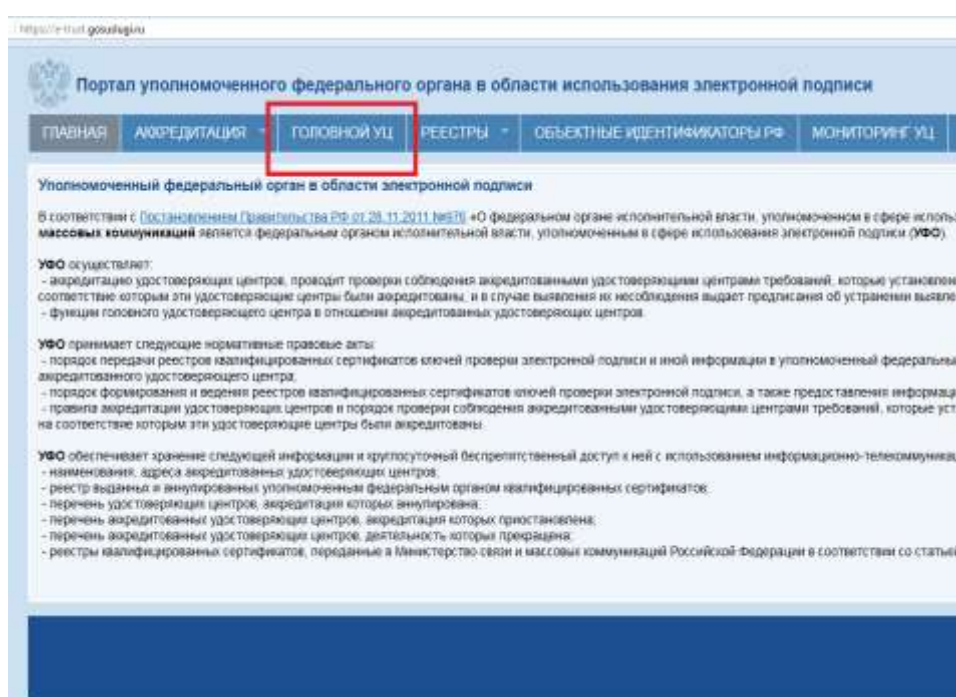 https://e-trust.gosuslugi.ru
Портал уполномоченного федерального органа в области использования электронной подписи
ГЛАВНАЯ АККРЕДИТАЦИЯ ГОЛОВНОЙ УЦ РЕЕСТРЫ ОБЪЕКТНЫЕ ИДЕНТИФИКАТОРЫ РФ МОНИТОРИНГ УЦ
Уполномоченный федеральный орган в области электронной подписи
В соответствии с Постановлением Правительства РФ от 28.11.2011 №976 «О федеральном органе исполнительной власти, уполномоченном в сфере исполь
массовых коммуникаций является федеральным органом исполнительной власти, уполномоченным в сфере использования электронной подписи (УФО).
УФО осуществляет:
- аккредитацию удостоверяющих центров, проводит проверки соблюдения аккредитованными удостоверяющими центрами требований, которые установлен
соответствие которым эти удостоверяющие центры были аккредитованы, и в случае выявления их несоблюдения выдает предписания об устранении выявле
- функции головного удостоверяющего центра в отношении аккредитованных удостоверяющих центров.
УФО принимает следующие нормативные правовые акты:
- порядок передачи реестров квалифицированных сертификатов ключей проверки электронной подписи и иной информации в уполномоченный федеральны
аккредитованного удостоверяющего центра;
- порядок формирования и ведения реестров квалифицированных сертификатов ключей проверки электронной подписи, а также предоставления информац
- правила аккредитации удостоверяющих центров и порядок проверки соблюдения аккредитованными удостоверяющими центрами требований, которые уст
на соответствие которым эти удостоверяющие центры были аккредитованы.
УФО обеспечивает хранение следующей информации и круглосуточный беспрепятственный доступ к ней с использованием информационно-телекоммуника
- наименования, адреса аккредитованных удостоверяющих центров;
- реестр выданных и аннулированных уполномоченным федеральным органом квалифицированных сертификатов;
- перечень удостоверяющих центров, аккредитация которых аннулирована;
- перечень аккредитованных удостоверяющих центров, аккредитация которых приостановлена;
- перечень аккредитованных удостоверяющих центров, деятельность которых прекращена;
- реестры квалифицированных сертификатов, переданные в Министерство связи и массовых коммуникаций Российской Федерации в соответствии со статьей